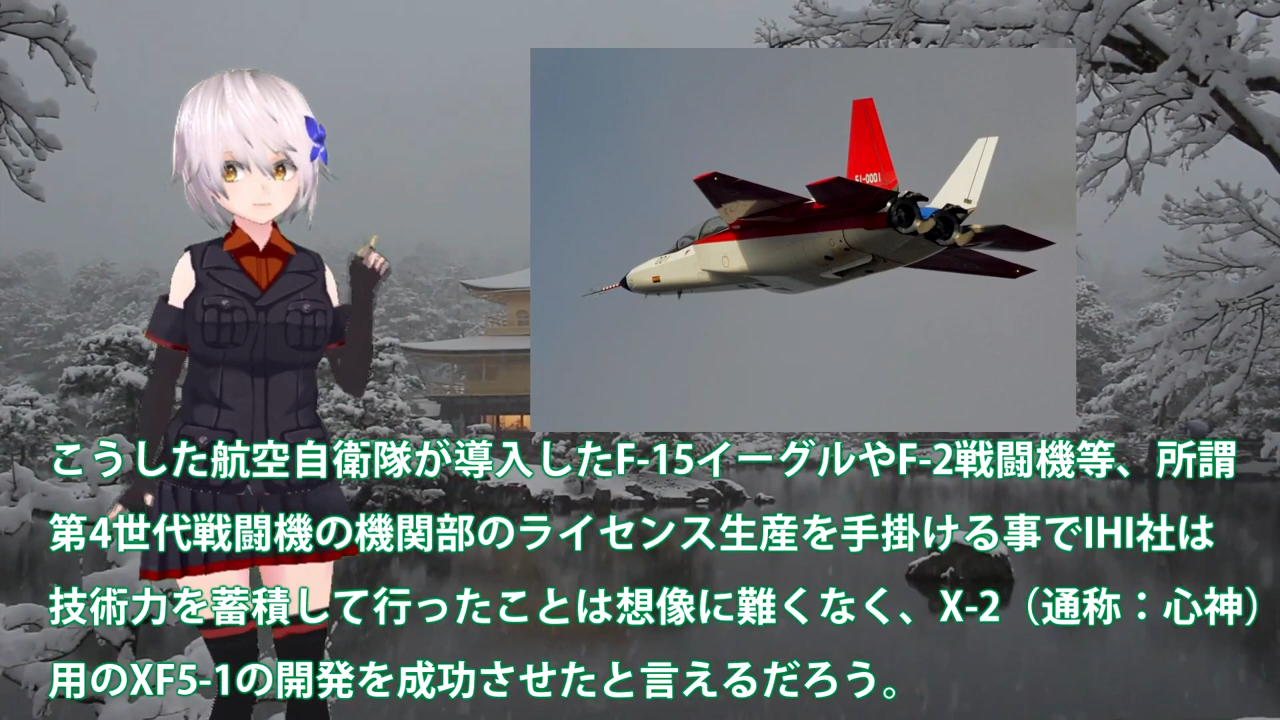 51-0001
001
こうした航空自衛隊が導入したF-15イーグルやF-2戦闘機等、所謂
第4世代戦闘機の機関部のライセンス生産を手掛ける事でIHI社は
技術力を蓄積して行ったことは想像に難くなく、X-2（通称：心神）
用のXF5-1の開発を成功させたと言えるだろう。